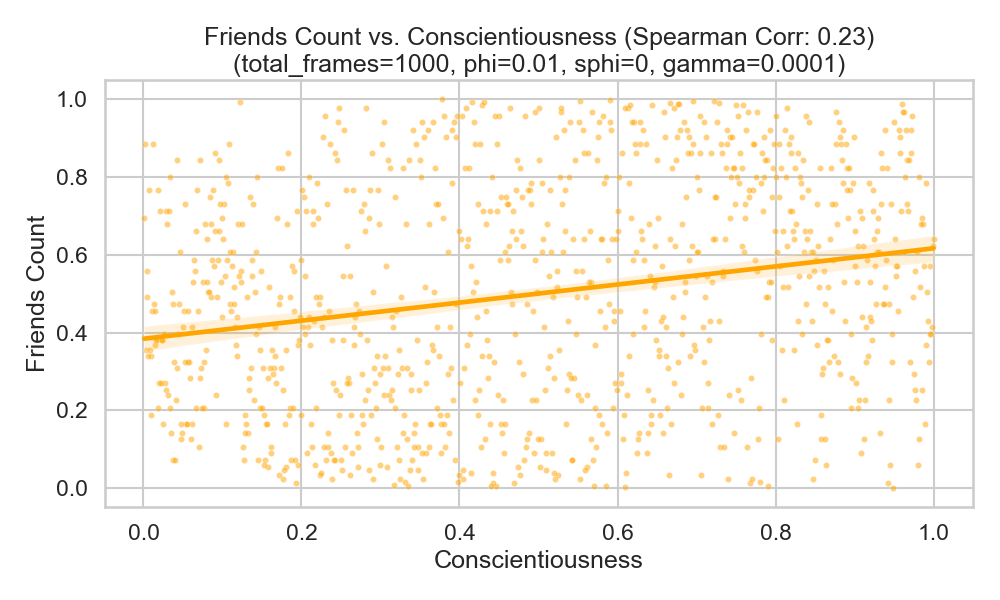 Friends Count vs. Conscientiousness (Spearman Corr: 0.23)
(total_frames=1000, phi=0.01, sphi=0, gamma=0.0001)
Friends Count
1.0
0.8
0.6
0.4
0.2
0.0
0.0 0.2 0.4 0.6 0.8 1.0
Conscientiousness